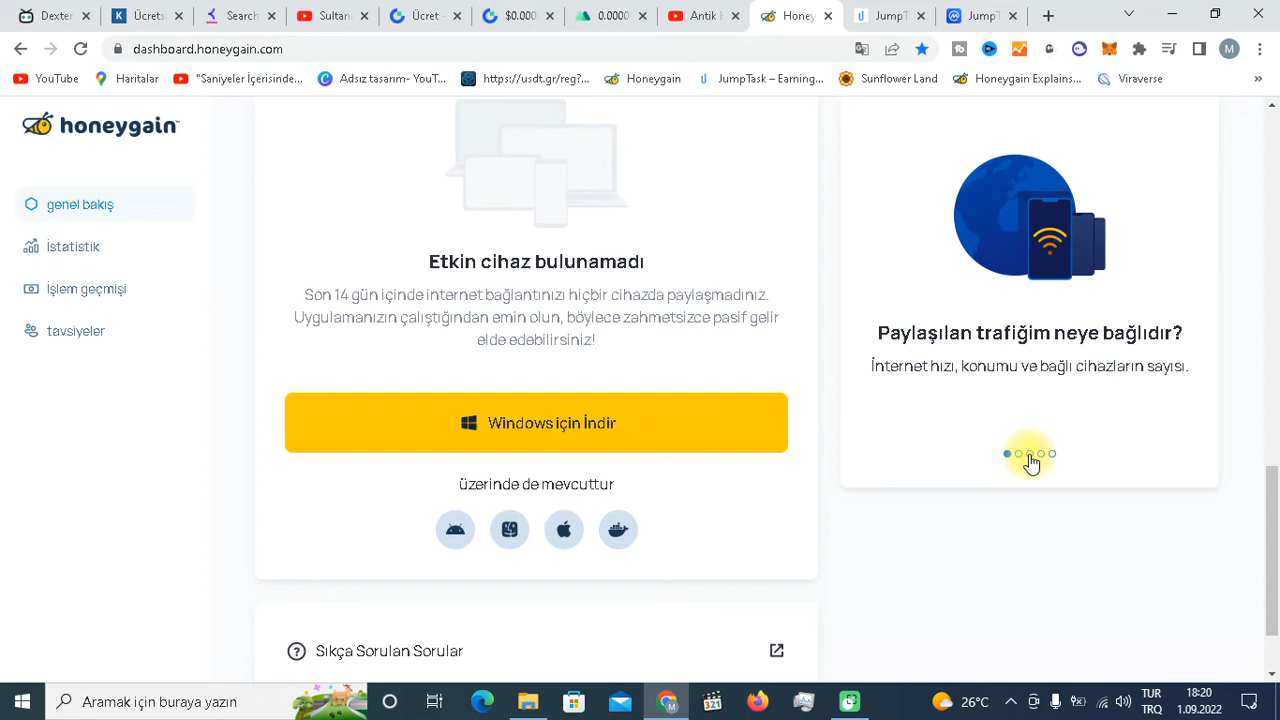 Dexter
Ücrets
Searchi
Sultan
Ücret -
$0.000
0.0000
Antik
Honey
JumpT
JumpT
dashboard.honeygain.com
M
YouTube
Haritalar
"Saniyeler İçerisinde...
Adsız tasarım- YouT...
https://usdt.gr/reg?...
Honeygain
JumpTask – Earning...
Sunflower Land
Honeygain Explains...
Viraverse
»
honeygain
genel bakış
İstatistik
İşlem geçmişi
tavsiyeler
Etkin cihaz bulunamadı
Son 14 gün içinde internet bağlantınızı hiçbir cihazda paylaşmadınız.
Uygulamanızın çalıştığından emin olun, böylece zahmetsizce pasif gelir
elde edebilirsiniz!
Windows için İndir
üzerinde de mevcuttur
Sıkça Sorulan Sorular
Paylaşılan trafiğim neye bağlıdır?
İnternet hızı, konumu ve bağlı cihazların sayısı.
Aramak için buraya yazın
321
26°C
TUR
TRQ
18:20
1.09.2022